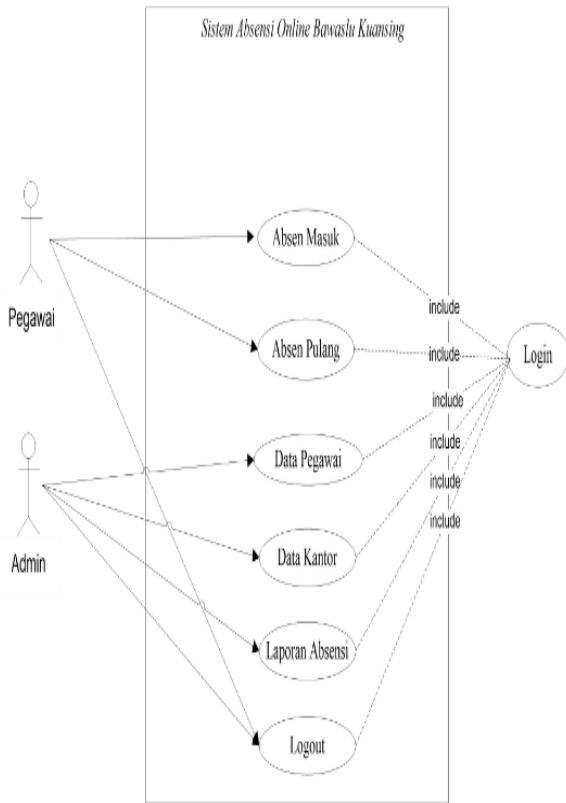 Sistem Absensi Online Bawaslu Kuansing
Pegawai
Admin
Absen Masuk
Absen Pulang
Data Pegawai
Data Kantor
Laporan Absensi
Logout
include
include
include
include
include
include
Login